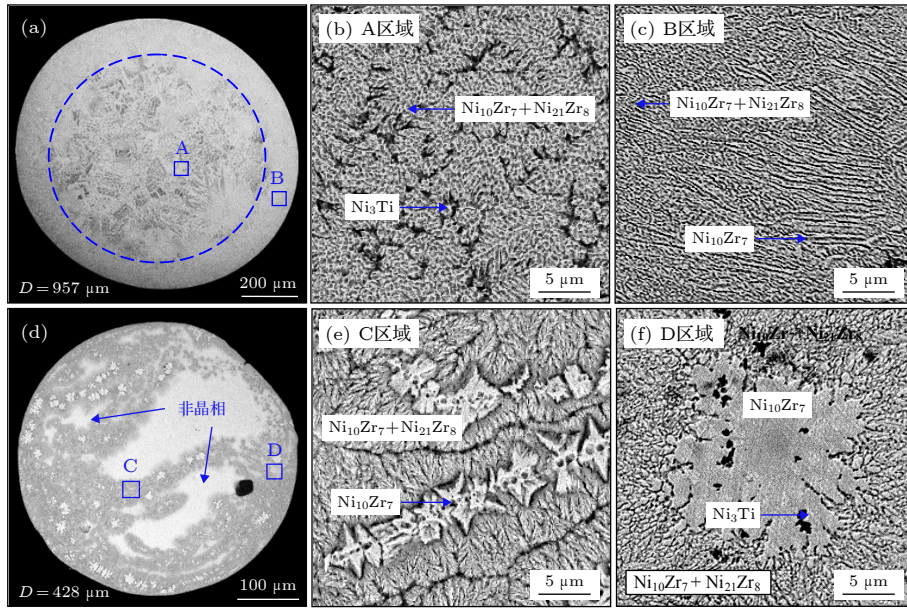 (a)
A
B
D = 957 μm
200 μm
(b) A区域
Ni₁₀Zr₇ + Ni₂₁Zr₈
Ni₃Ti
5 μm
(c) B区域
Ni₁₀Zr₇ + Ni₂₁Zr₈
Ni₁₀Zr₇
5 μm
(d)
非晶相
C
D
D = 428 μm
100 μm
(e) C区域
Ni₁₀Zr₇ + Ni₂₁Zr₈
Ni₁₀Zr₇
5 μm
(f) D区域
Ni₁₀Zr₇
Ni₃Ti
Ni₁₀Zr₇ + Ni₂₁Zr₈
5 μm